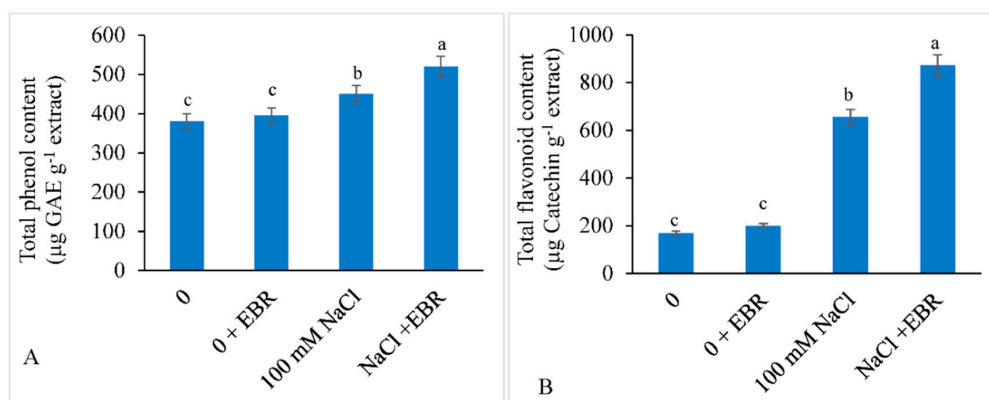 Total phenol content
(µg GAE g-1 extract)
600
500
400
300
200
100
0
c
c
b
a
0
0 + EBR
100 mM NaCl
NaCl +EBR
A
Total flavonoid content
(µg Catechin g-1 extract)
1000
800
600
400
200
0
c
c
b
a
0
0 + EBR
100 mM NaCl
NaCl +EBR
B